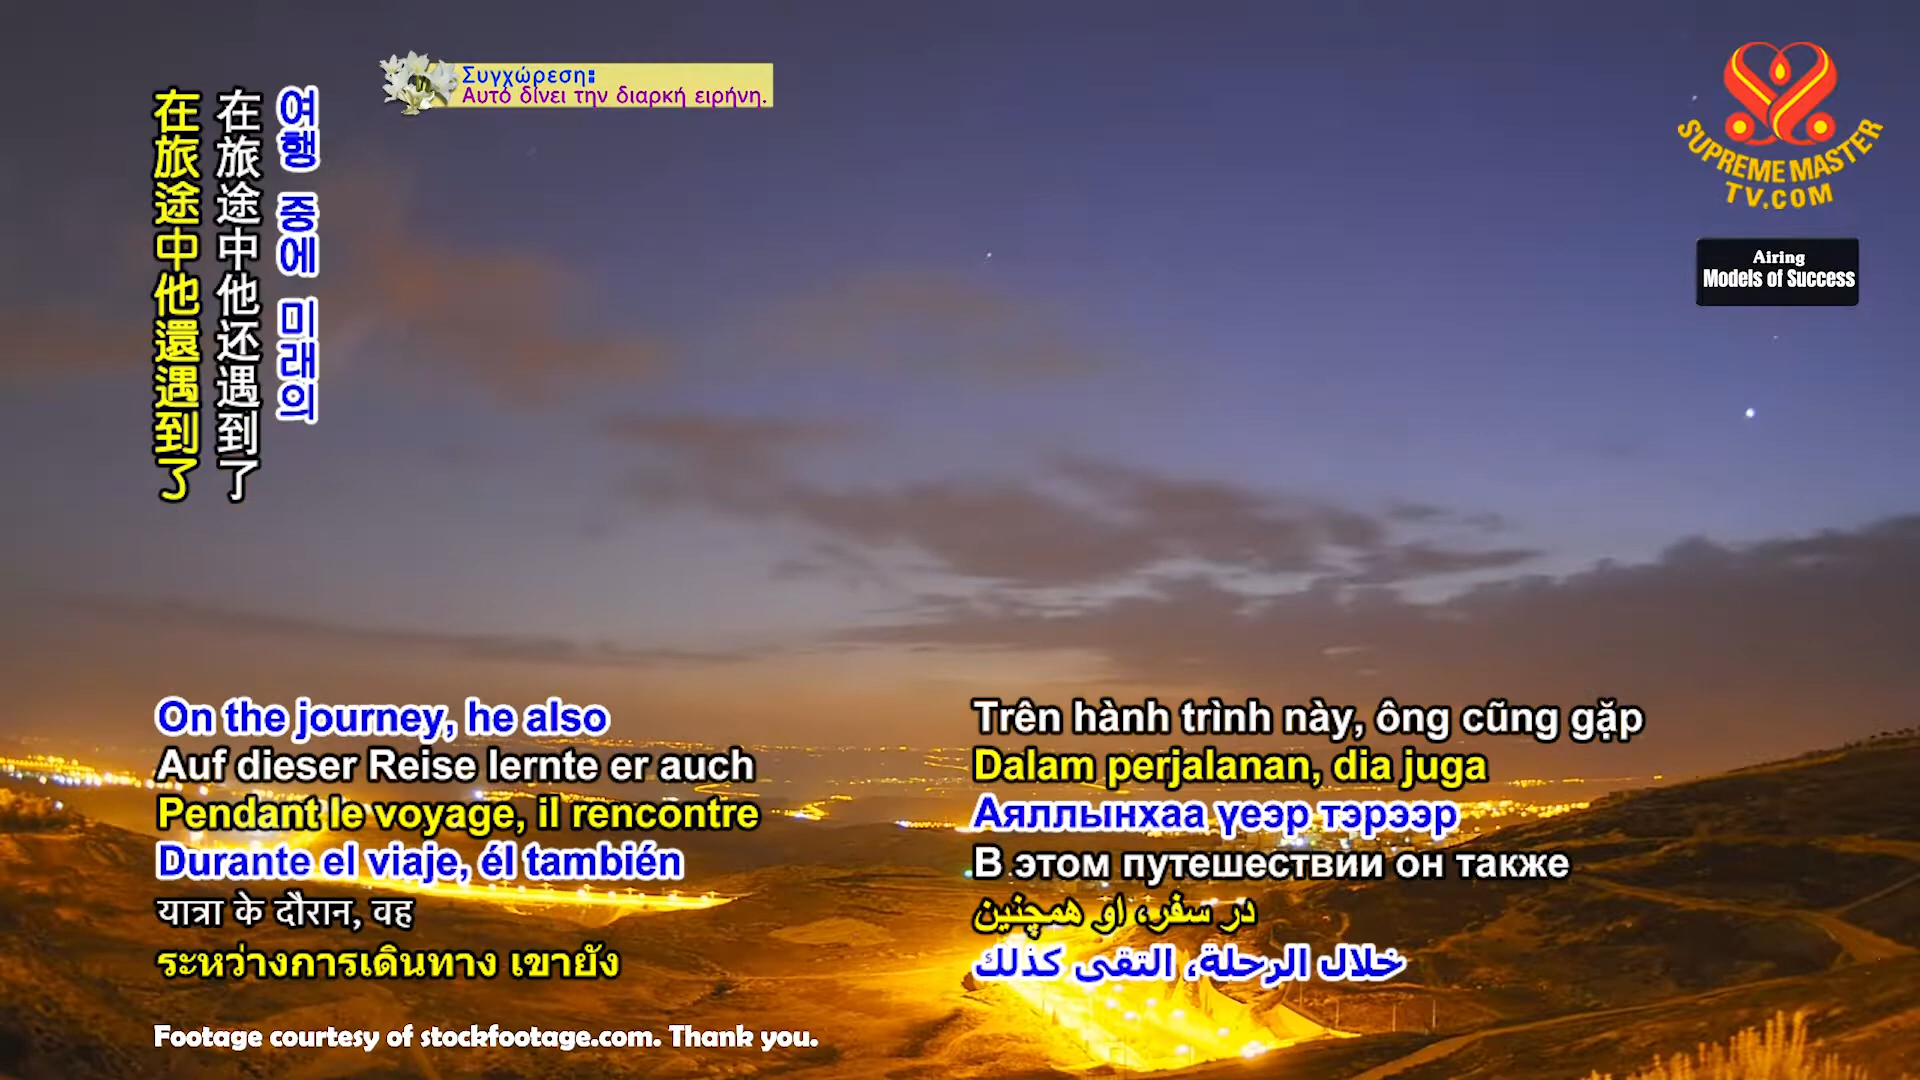 Συγχώρεση:
Αυτό δίνει την διαρκή ειρήνη.
SUPREME MASTER
TV.COM
Airing
Models of Success
여행 중에 미래의
在旅途中他还遇到了
在旅途中他還遇到了
On the journey, he also
Auf dieser Reise lernte er auch
Pendant le voyage, il rencontre
Durante el viaje, él también
यात्रा के दौरान, वह
ระหว่างการเดินทาง เขายัง
Trên hành trình này, ông cũng gặp
Dalam perjalanan, dia juga
Аяллынхаа үеэр тэрээр
В этом путешествии он также
در سفر، او همچنین
خلال الرحلة، التقى كذلك
Footage courtesy of stockfootage.com. Thank you.